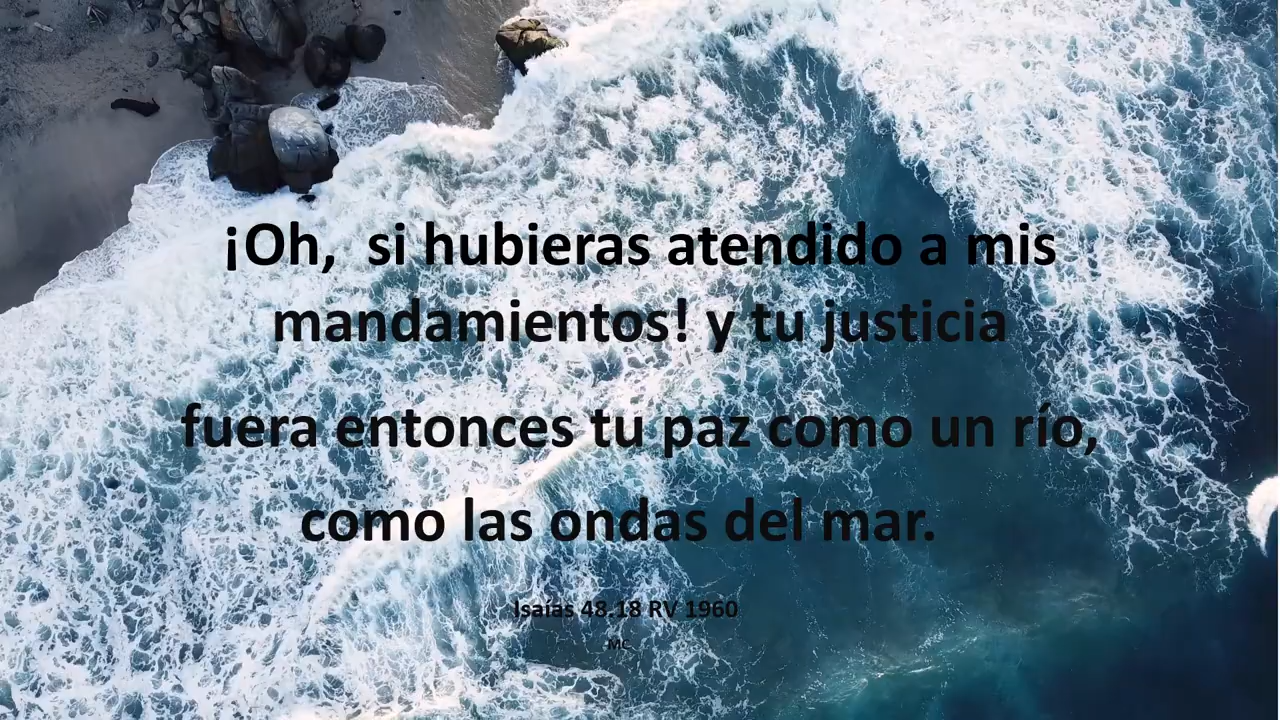 ¡Oh,  si hubieras atendido a mis
mandamientos! y tu justicia
fuera entonces tu paz como un río,
como las ondas del mar.
Isaías 48.18 RV 1960
MC